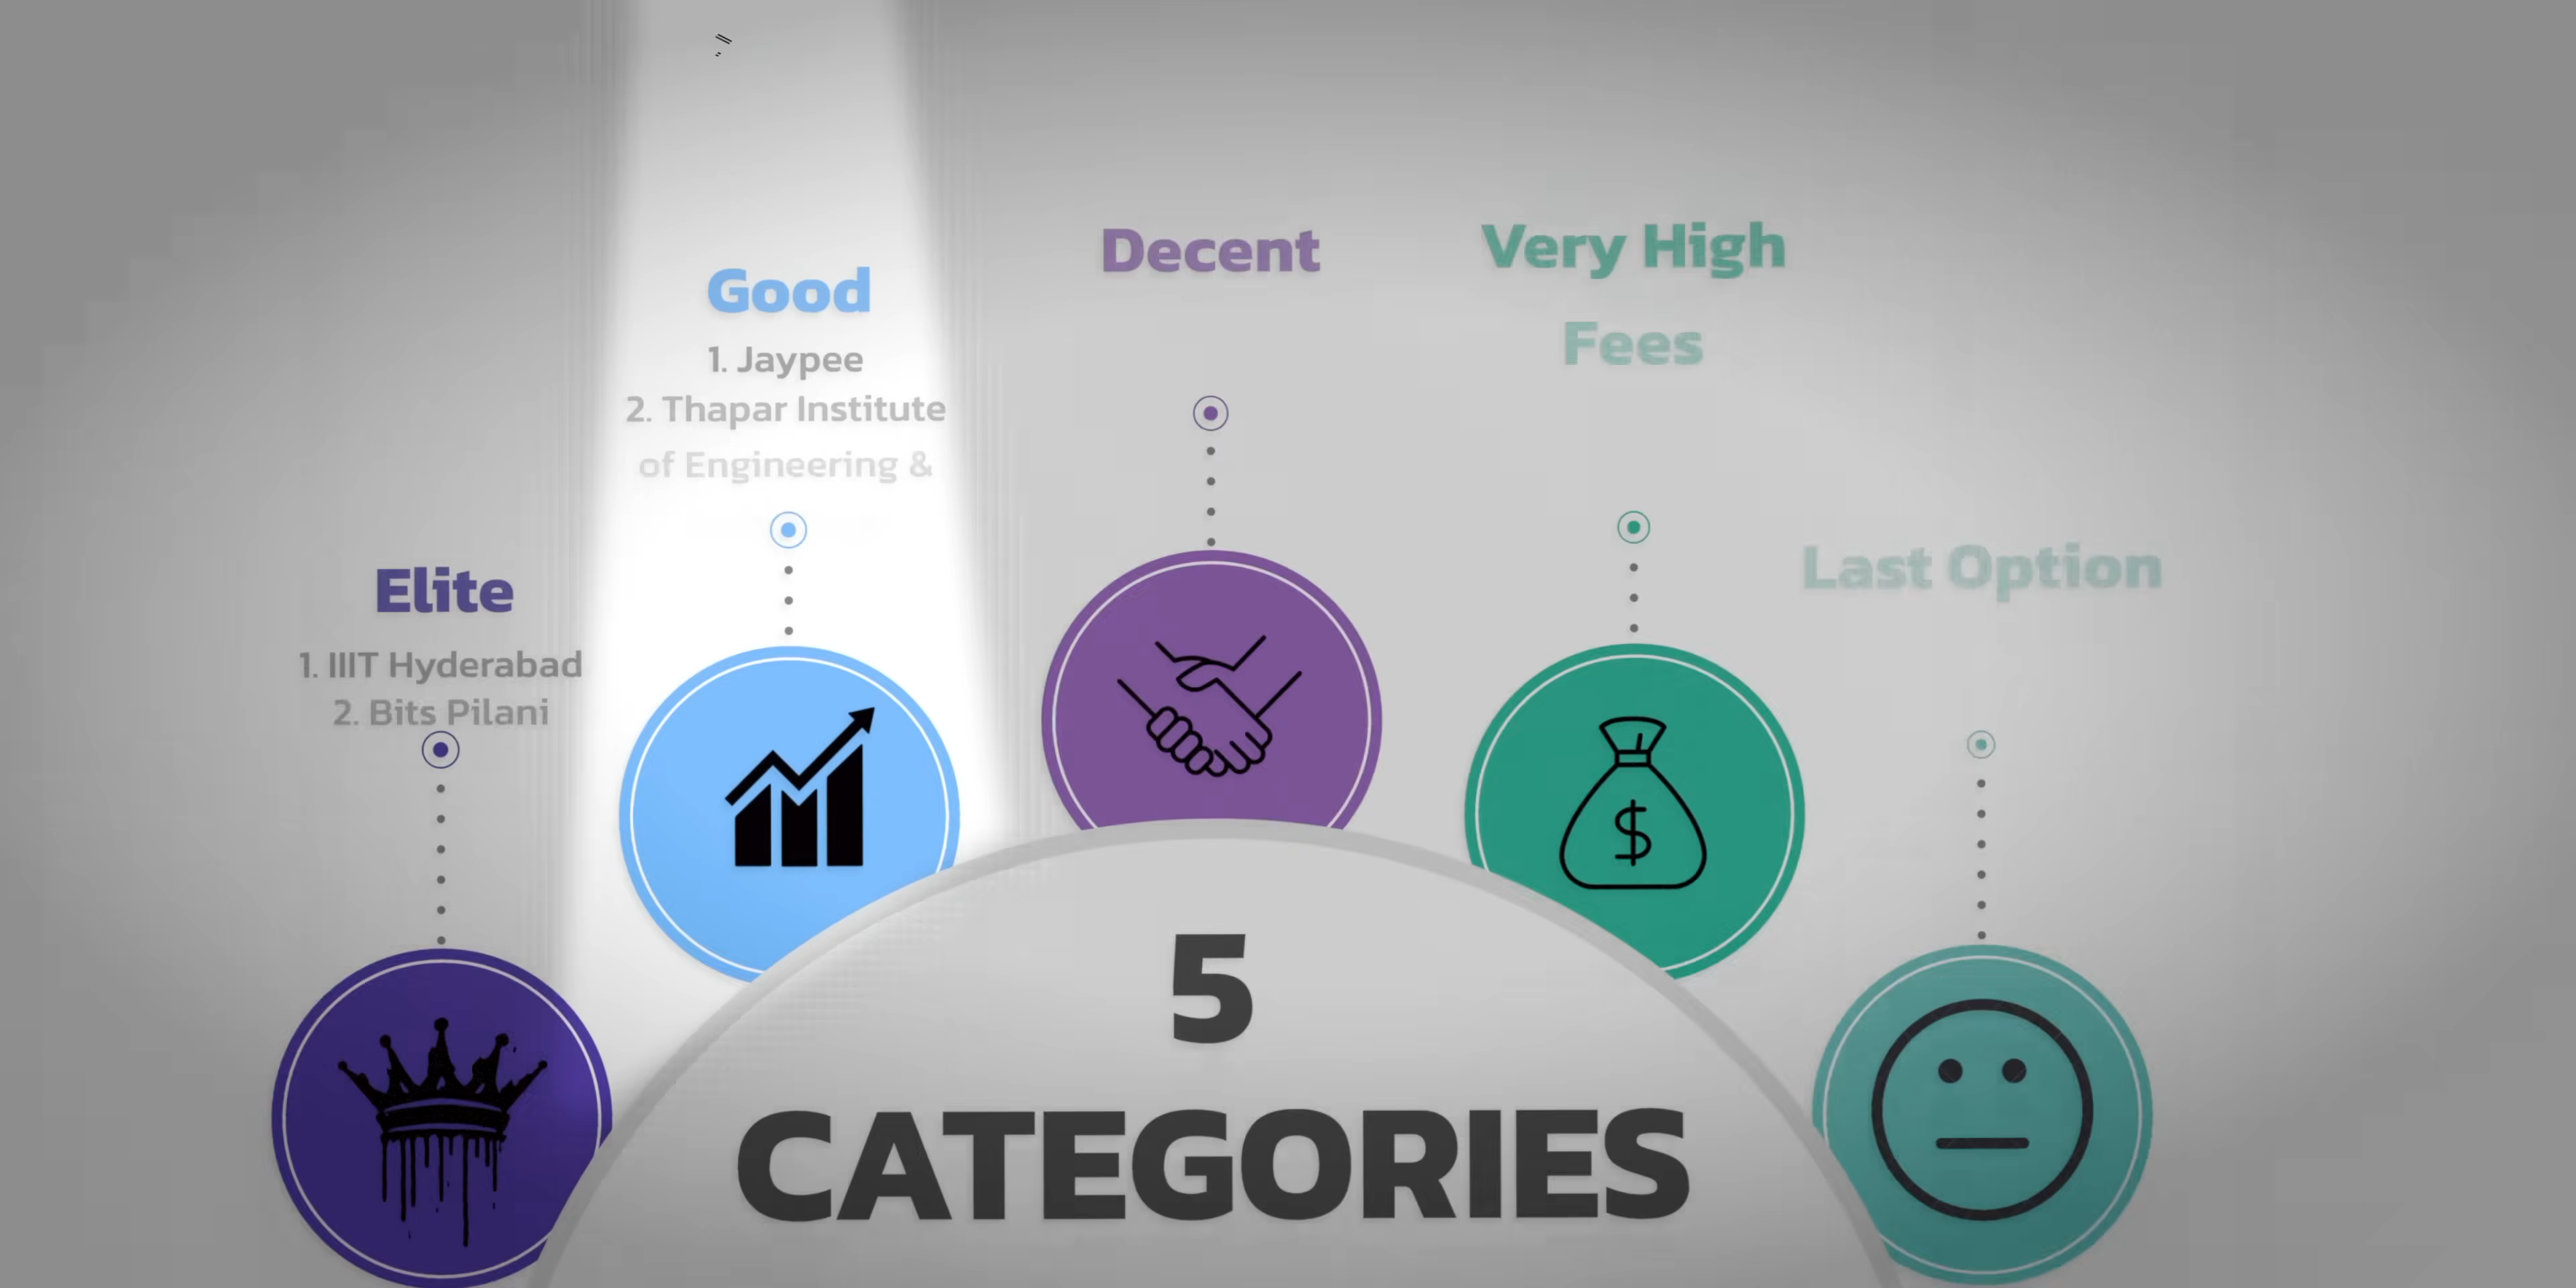 Elite
1. IIIT Hyderabad
2. Bits Pilani
Good
1. Jaypee
2. Thapar Institute
of Engineering &
Decent
Very High
Fees
Last Option
5
CATEGORIES